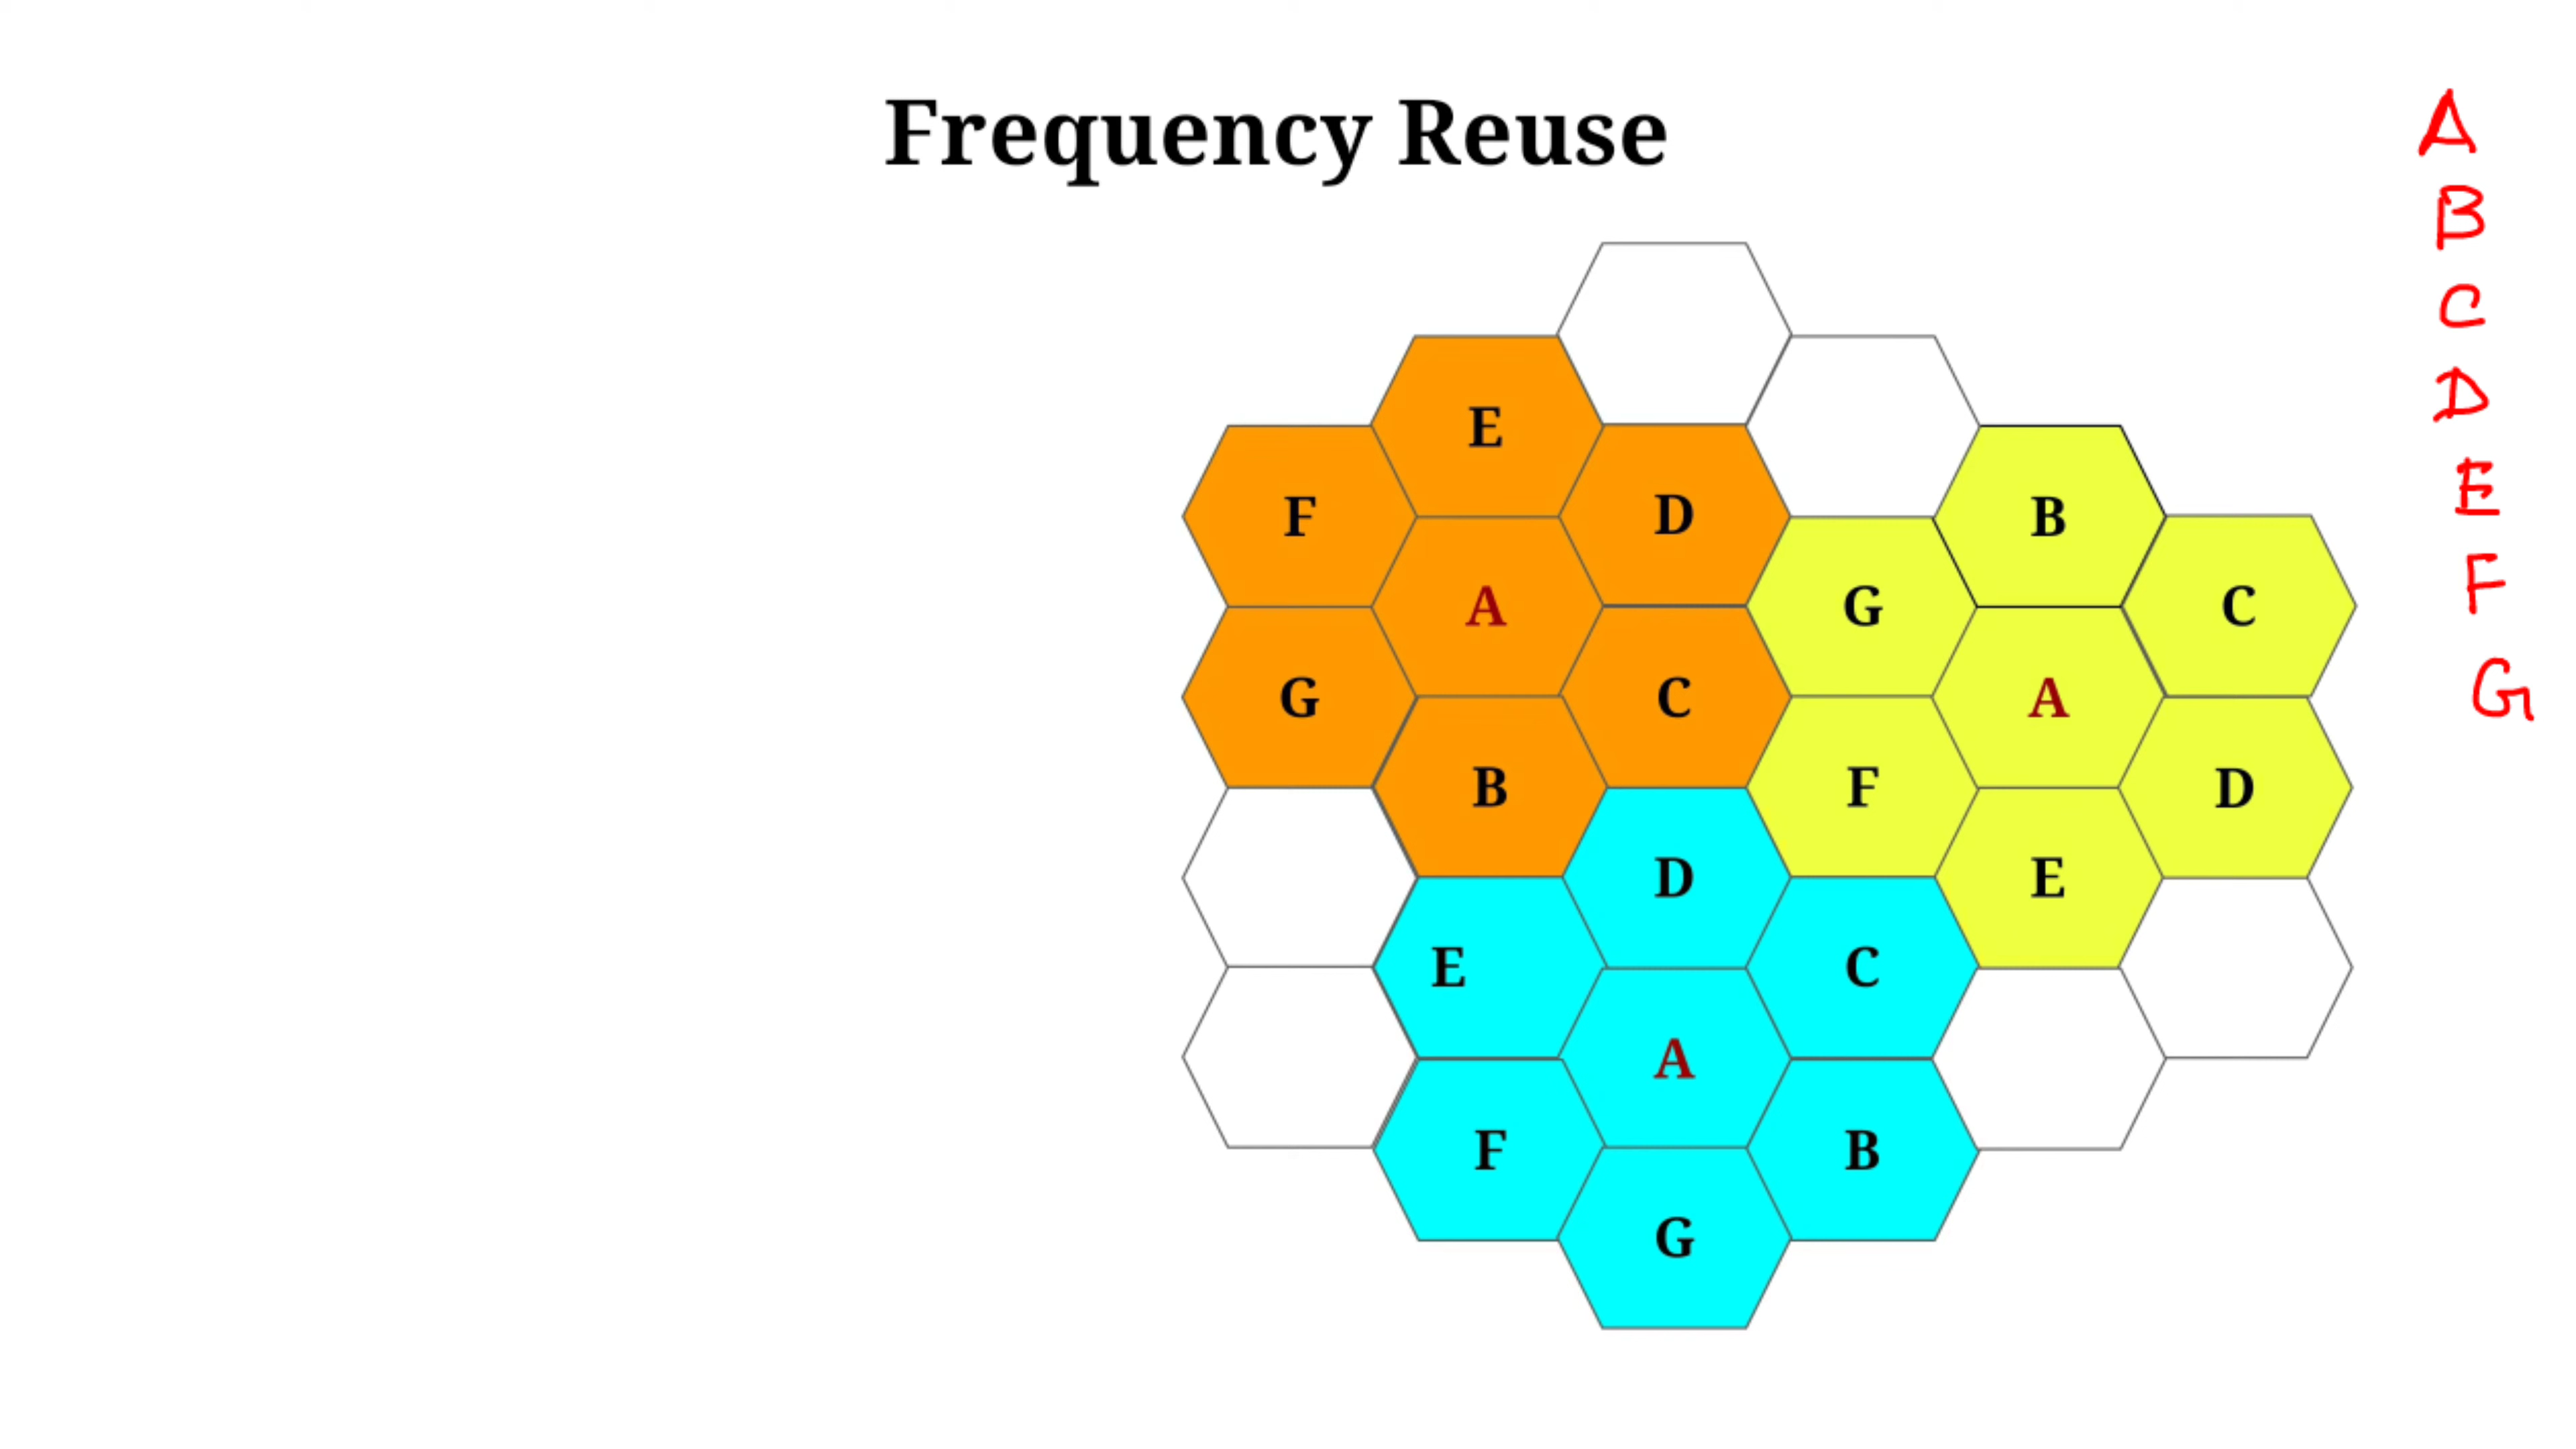 Frequency Reuse
A
B
C
D
E
F
G
E
F D B
A G C
G C A
B F D
D E
E C
A
F B
G